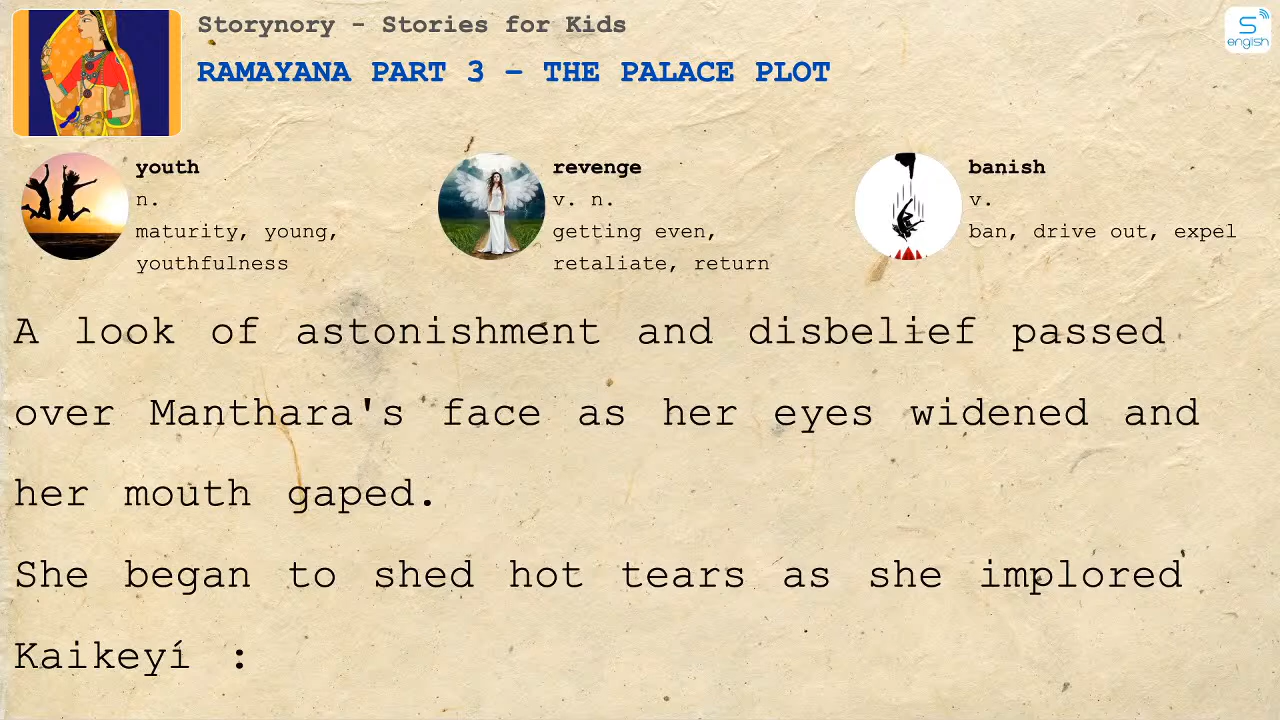 Storynory - Stories for Kids
RAMAYANA PART 3 – THE PALACE PLOT
S
english
youth
n.
maturity, young,
youthfulness
revenge
v. n.
getting even,
retaliate, return
banish
v.
ban, drive out, expel
A look of astonishment and disbelief passed
over Manthara's face as her eyes widened and
her mouth gaped.
She began to shed hot tears as she implored
Kaikeyí :